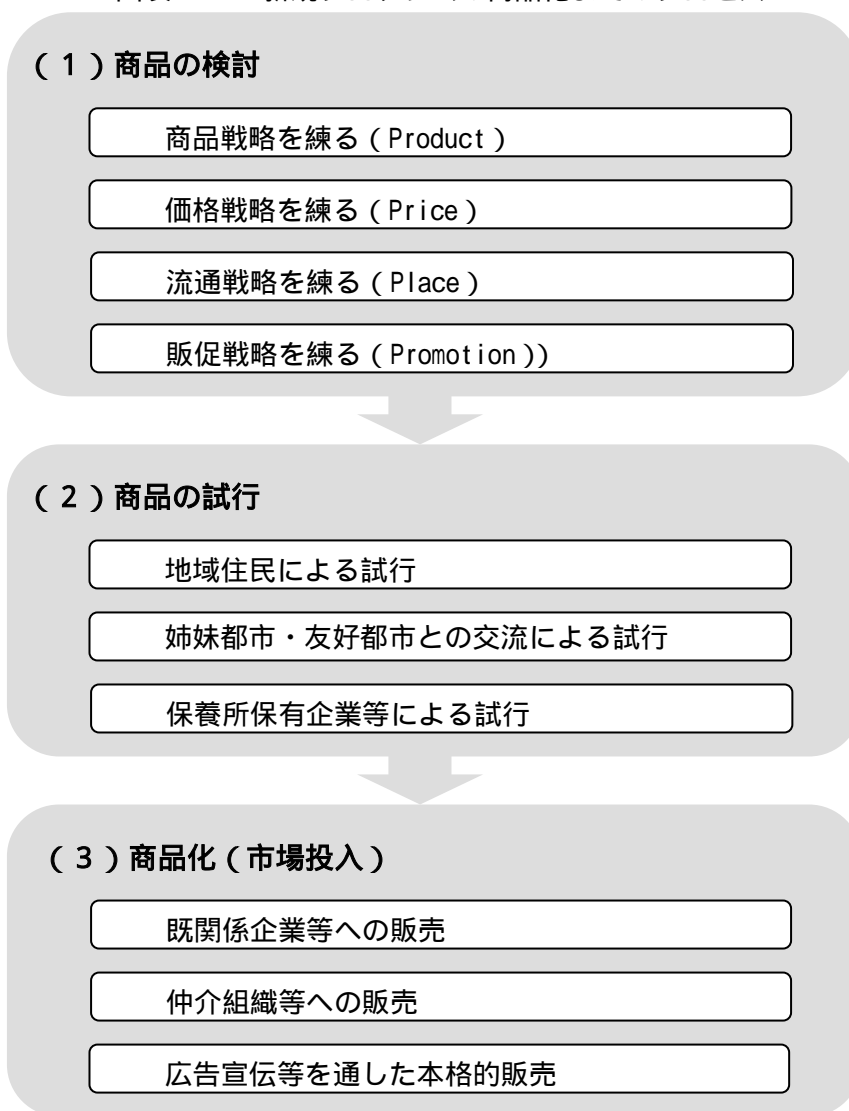 (1)商品の検討
商品戦略を練る(Product)
価格戦略を練る(Price)
流通戦略を練る(Place)
販促戦略を練る(Promotion))
(2)商品の試行
地域住民による試行
姉妹都市・友好都市との交流による試行
保養所保有企業等による試行
(3)商品化(市場投入)
既関係企業等への販売
仲介組織等への販売
広告宣伝等を通した本格的販売